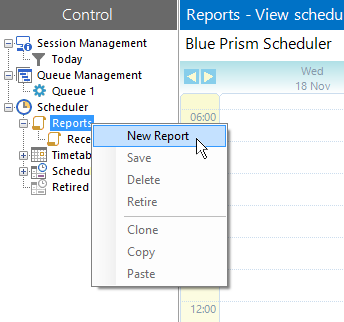 Control
Session Management
Today
Queue Management
Queue 1
Scheduler
Reports
Rece
Timetab
Schedu
Retired
New Report
Save
Delete
Retire
Clone
Copy
Paste
Reports - View schedu
Blue Prism Scheduler
Wed
18 Nov
06:00
12:00